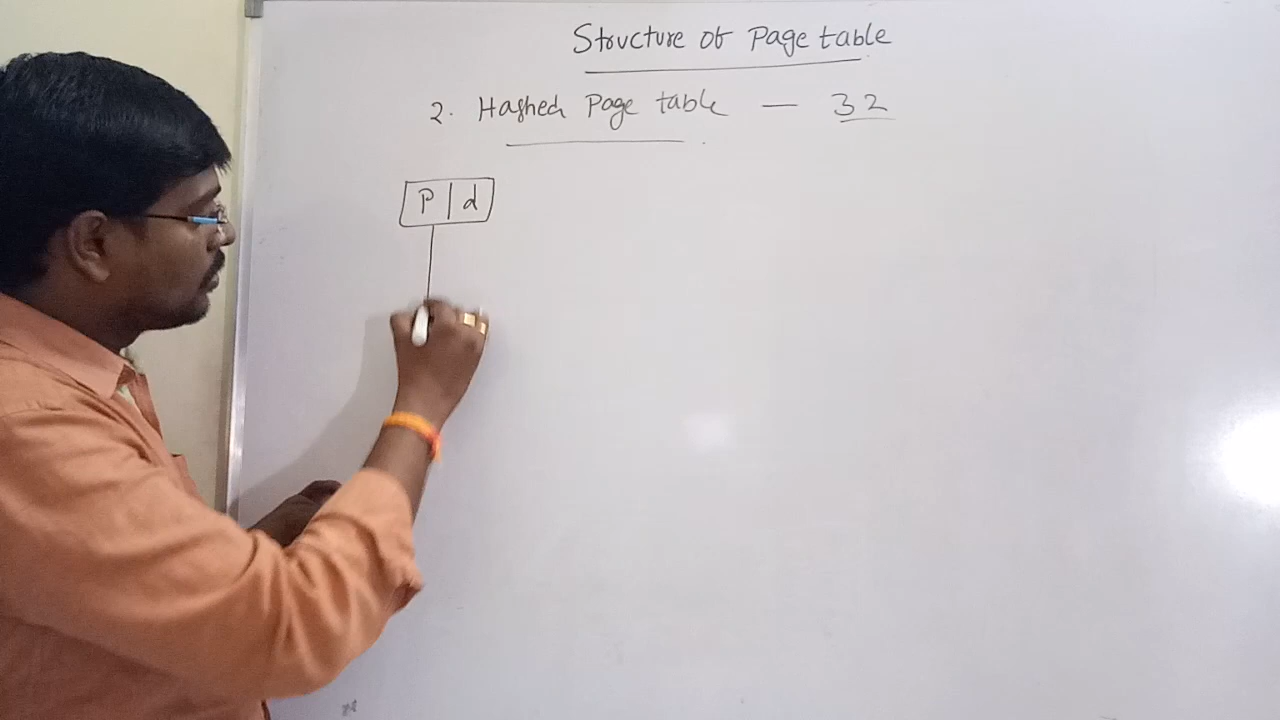 Structure of Page table
2. Hashed Page table — 32
P | d